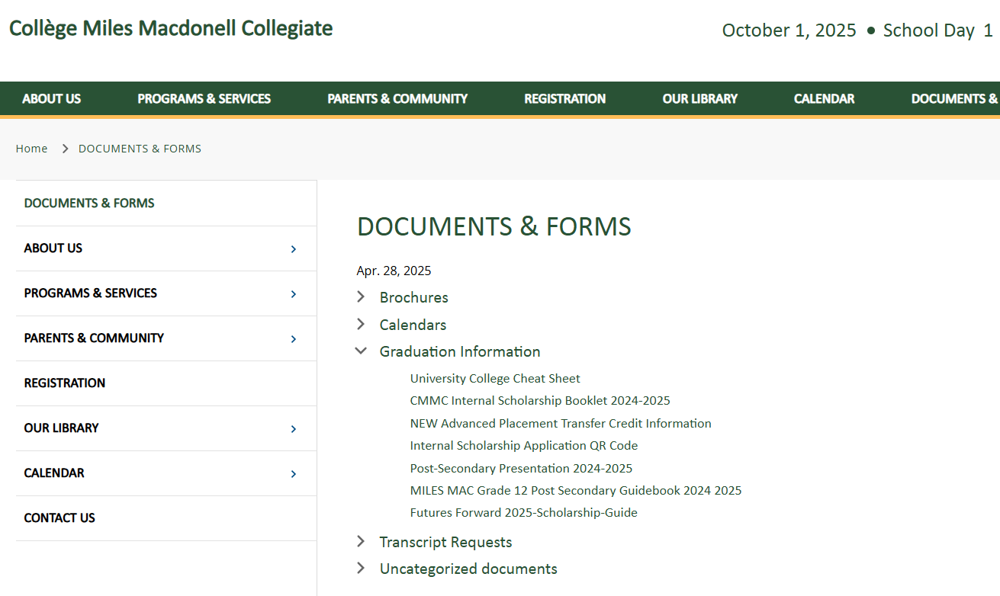 Collège Miles Macdonell Collegiate
October 1, 2025 • School Day 1
ABOUT US PROGRAMS & SERVICES PARENTS & COMMUNITY REGISTRATION OUR LIBRARY CALENDAR DOCUMENTS &
Home > DOCUMENTS & FORMS
DOCUMENTS & FORMS
ABOUT US
PROGRAMS & SERVICES
PARENTS & COMMUNITY
REGISTRATION
OUR LIBRARY
CALENDAR
CONTACT US
DOCUMENTS & FORMS
Apr. 28, 2025
Brochures
Calendars
Graduation Information
University College Cheat Sheet
CMMC Internal Scholarship Booklet 2024-2025
NEW Advanced Placement Transfer Credit Information
Internal Scholarship Application QR Code
Post-Secondary Presentation 2024-2025
MILES MAC Grade 12 Post Secondary Guidebook 2024 2025
Futures Forward 2025-Scholarship-Guide
Transcript Requests
Uncategorized documents